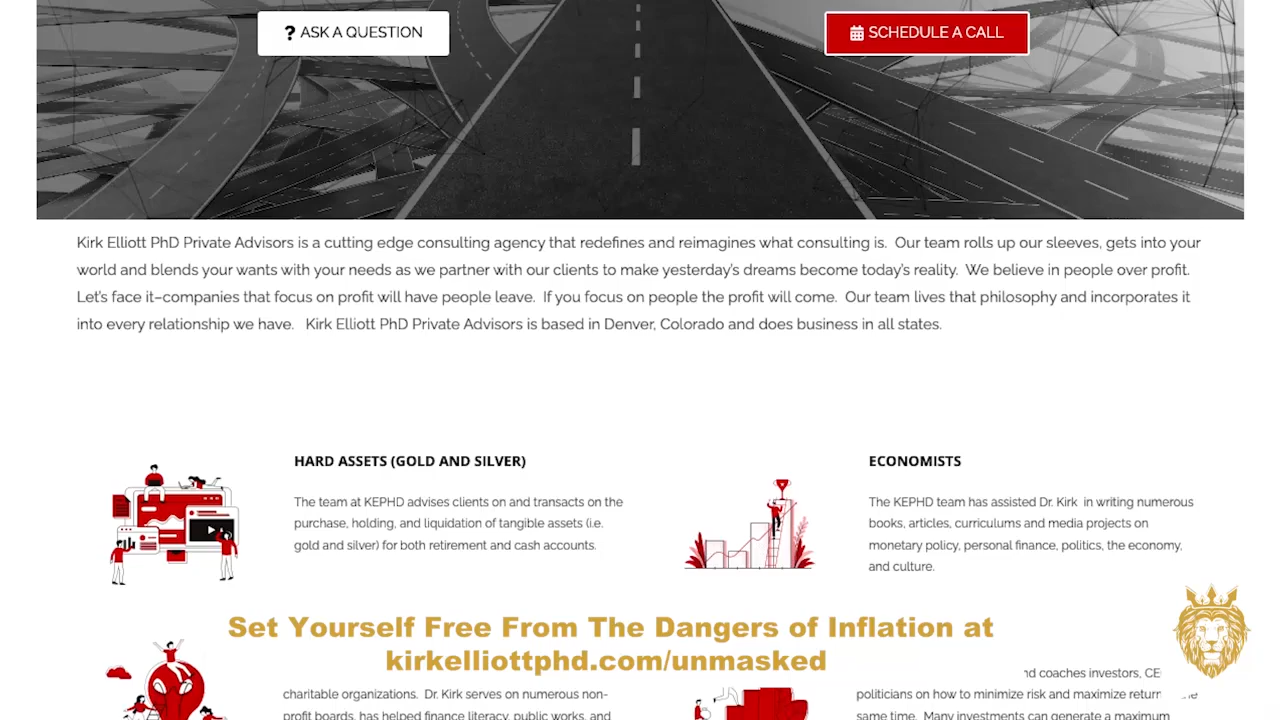 ? ASK A QUESTION
SCHEDULE A CALL
Kirk Elliott PhD Private Advisors is a cutting edge consulting agency that redefines and reimagines what consulting is. Our team rolls up our sleeves, gets into your
world and blends your wants with your needs as we partner with our clients to make yesterday's dreams become today's reality. We believe in people over profit.
Let's face it–companies that focus on profit will have people leave. If you focus on people the profit will come. Our team lives that philosophy and incorporates it
into every relationship we have. Kirk Elliott PhD Private Advisors is based in Denver, Colorado and does business in all states.
HARD ASSETS (GOLD AND SILVER)
The team at KEPHD advises clients on and transacts on the
purchase, holding, and liquidation of tangible assets (i.e.
gold and silver) for both retirement and cash accounts.
ECONOMISTS
The KEPHD team has assisted Dr. Kirk in writing numerous
books, articles, curriculums and media projects on
monetary policy, personal finance, politics, the economy,
and culture.
Set Yourself Free From The Dangers of Inflation at
kirkelliottphd.com/unmasked
charitable organizations. Dr. Kirk serves on numerous non-
profit boards, has helped finance literacy, public works, and
coaches investors,
politicians on how to minimize risk and maximize
same time. Many investments can generate a maximum